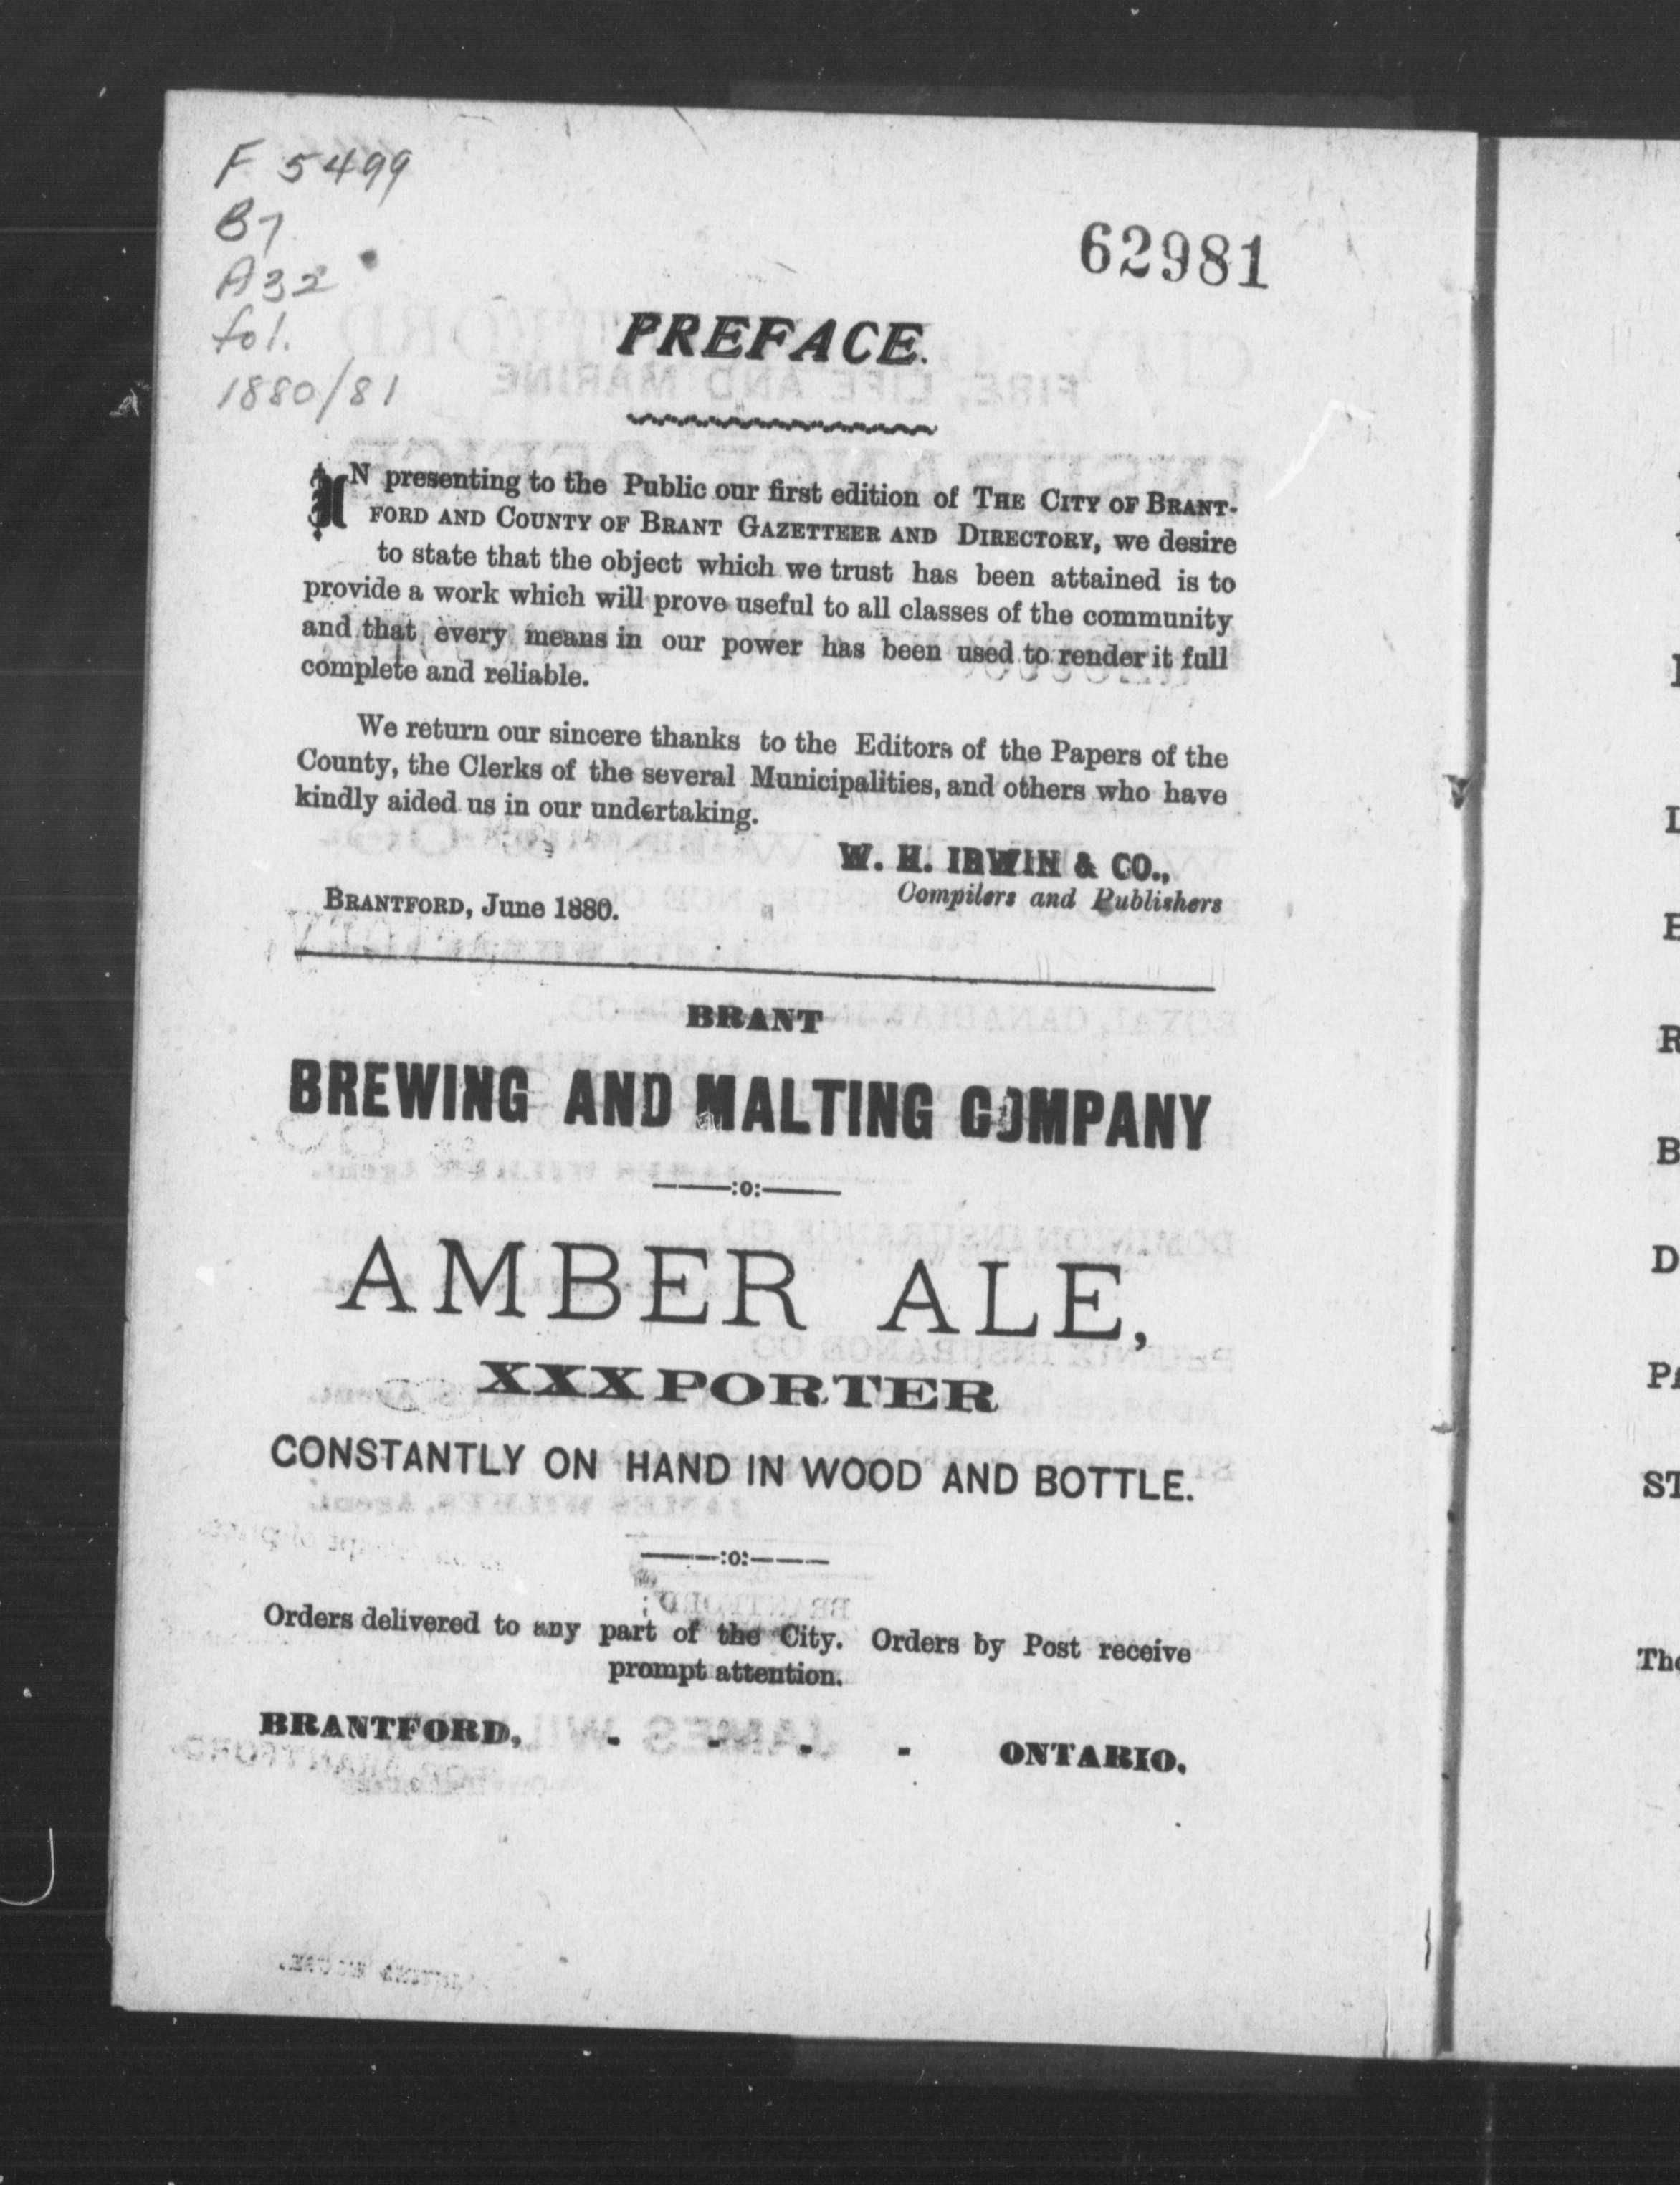 F 5499
B7
A32
fol.
1880/81
62981
PREFACE.
IN presenting to the Public our first edition of THE CITY OF BRANT-
FORD AND COUNTY OF BRANT GAZETTEER AND DIRECTORY, we desire
to state that the object which we trust has been attained is to
provide a work which will prove useful to all classes of the community
and that every means in our power has been used to render it full
complete and reliable.
We return our sincere thanks to the Editors of the Papers of the
County, the Clerks of the several Municipalities, and others who have
kindly aided us in our undertaking.
W. H. IRWIN & CO.,
Compilers and Publishers
BRANTFORD, June 1880.
BRANT
BREWING AND MALTING COMPANY
———:o:———
AMBER ALE,
XXX PORTER
CONSTANTLY ON HAND IN WOOD AND BOTTLE.
———:o:———
Orders delivered to any part of the City. Orders by Post receive
prompt attention.
BRANTFORD, - - - - ONTARIO.